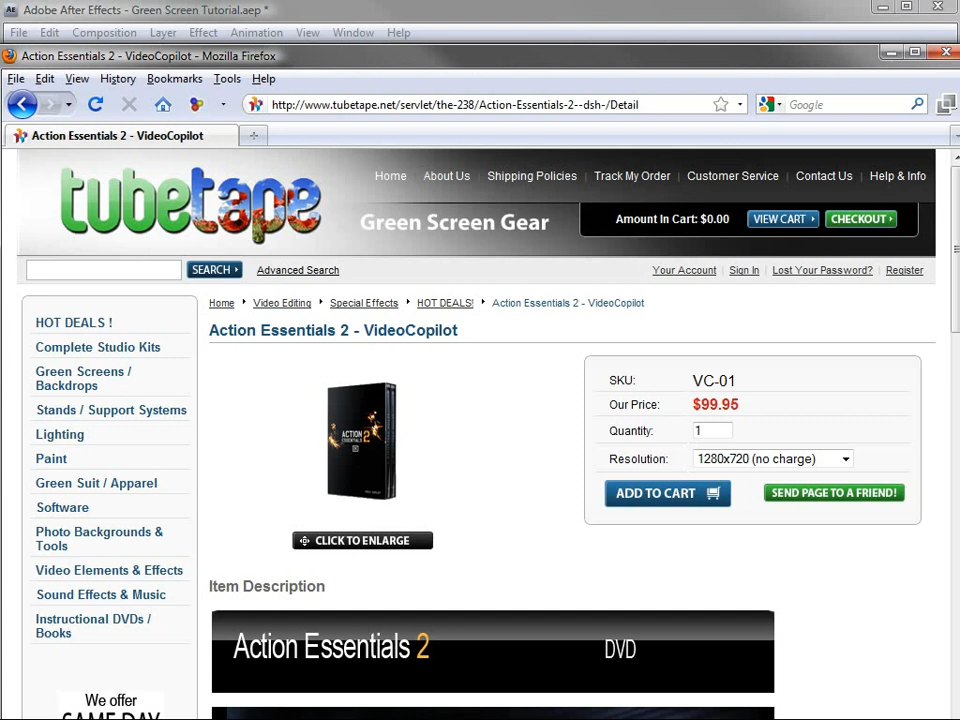 Adobe After Effects - Green Screen Tutorial.aep *
File Edit Composition Layer Effect Animation View Window Help
Action Essentials 2 - VideoCopilot - Mozilla Firefox
File Edit View History Bookmarks Tools Help
http://www.tubetape.net/servlet/the-238/Action-Essentials-2--dsh-/Detail
Google
Action Essentials 2 - VideoCopilot
tubetape
Home About Us Shipping Policies Track My Order Customer Service Contact Us Help & Info
Green Screen Gear
Amount In Cart: $0.00 VIEW CART CHECKOUT
SEARCH Advanced Search
Your Account Sign In Lost Your Password? Register
Home Video Editing Special Effects HOT DEALS! Action Essentials 2 - VideoCopilot
Action Essentials 2 - VideoCopilot
HOT DEALS !
Complete Studio Kits
Green Screens /
Backdrops
Stands / Support Systems
Lighting
Paint
Green Suit / Apparel
Software
Photo Backgrounds &
Tools
Video Elements & Effects
Sound Effects & Music
Instructional DVDs /
Books
We offer
SAME DAY
ACTION
ESSENTIALS 2
CLICK TO ENLARGE
SKU: VC-01
Our Price: $99.95
Quantity: 1
Resolution: 1280x720 (no charge)
ADD TO CART SEND PAGE TO A FRIEND!
Item Description
Action Essentials 2 DVD